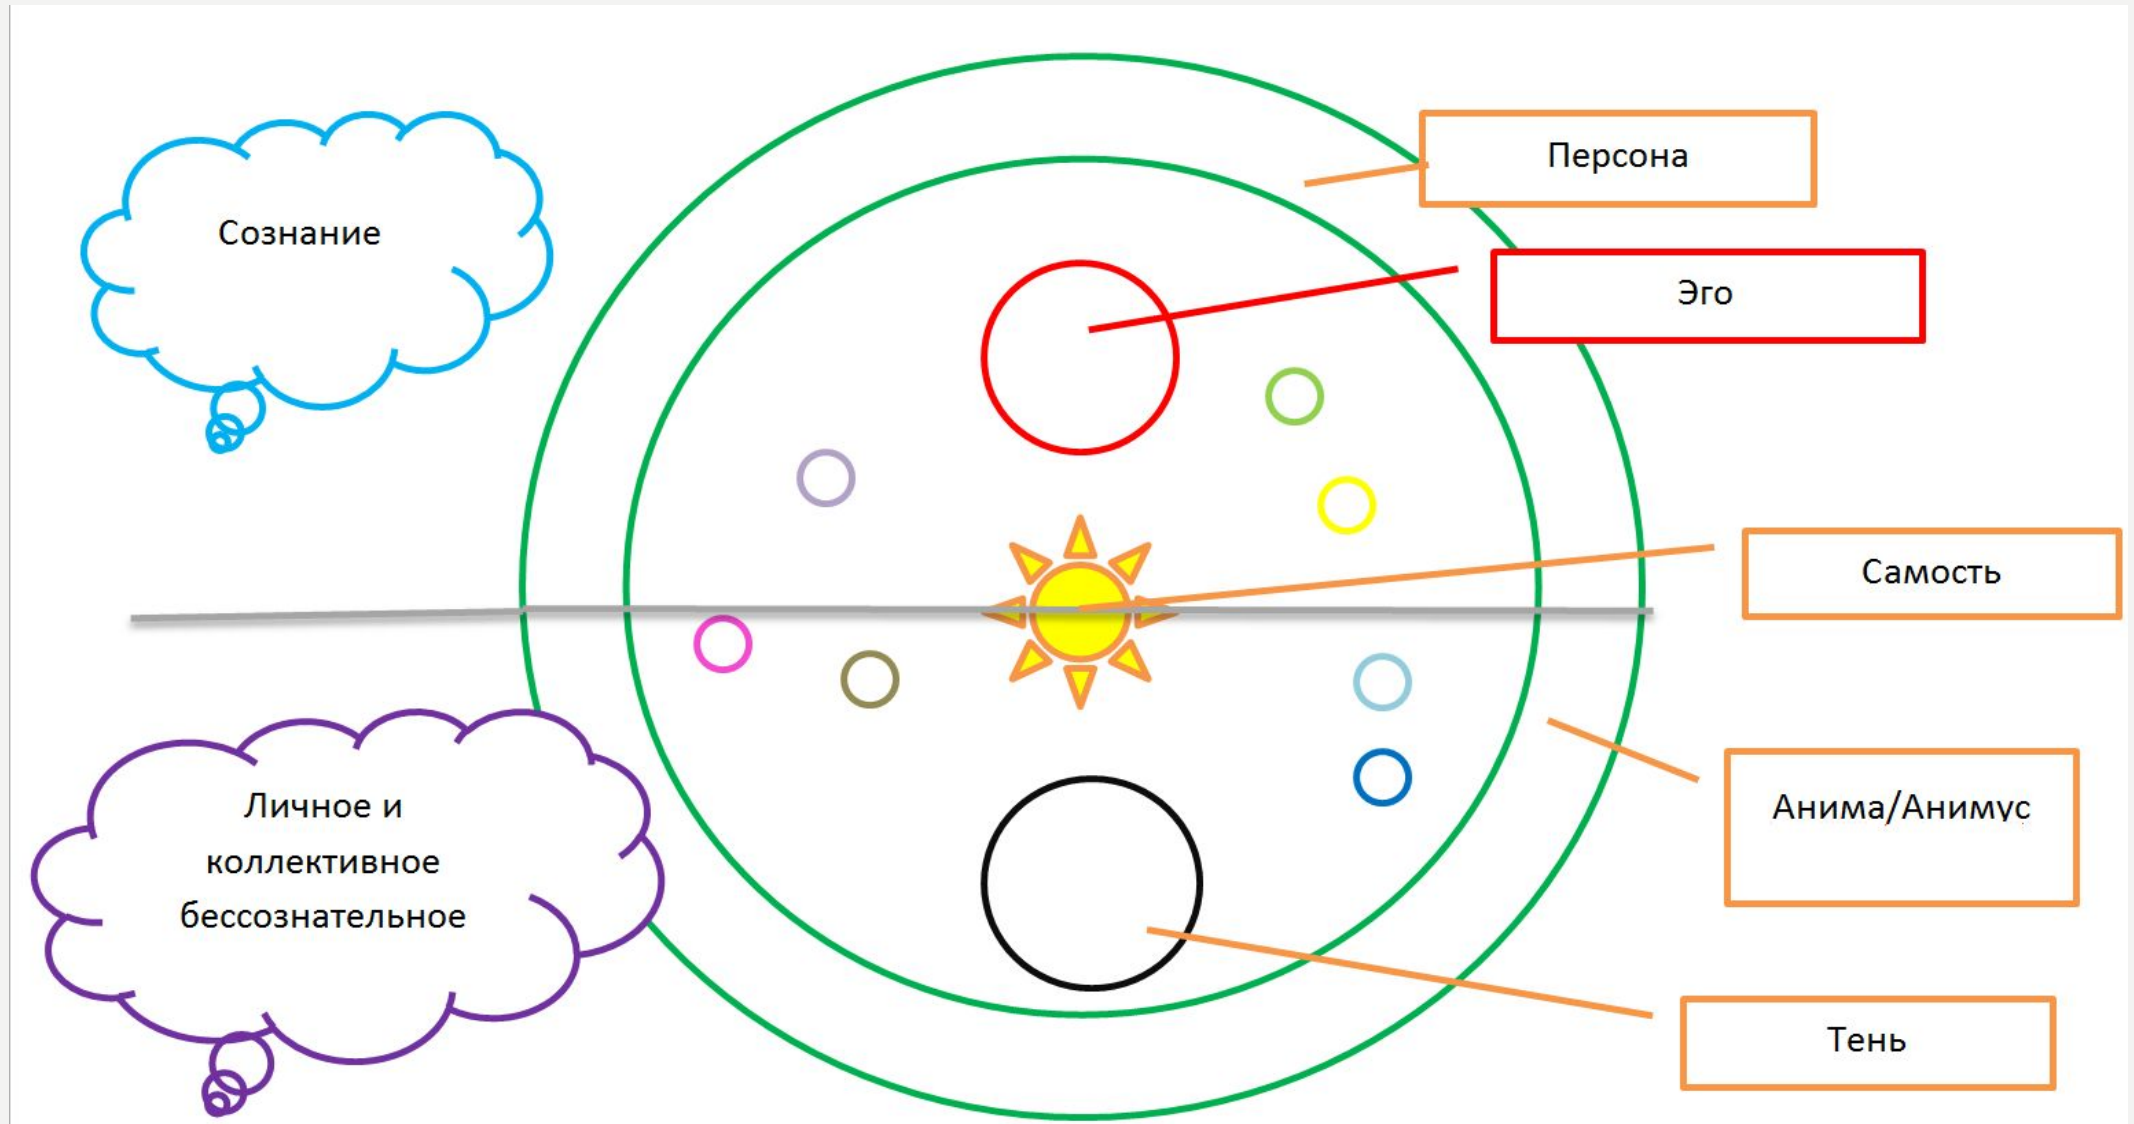 Персона
Сознание
Эго
Самость
Личное и
коллективное
бессознательное
Анима/Анимус
Тень